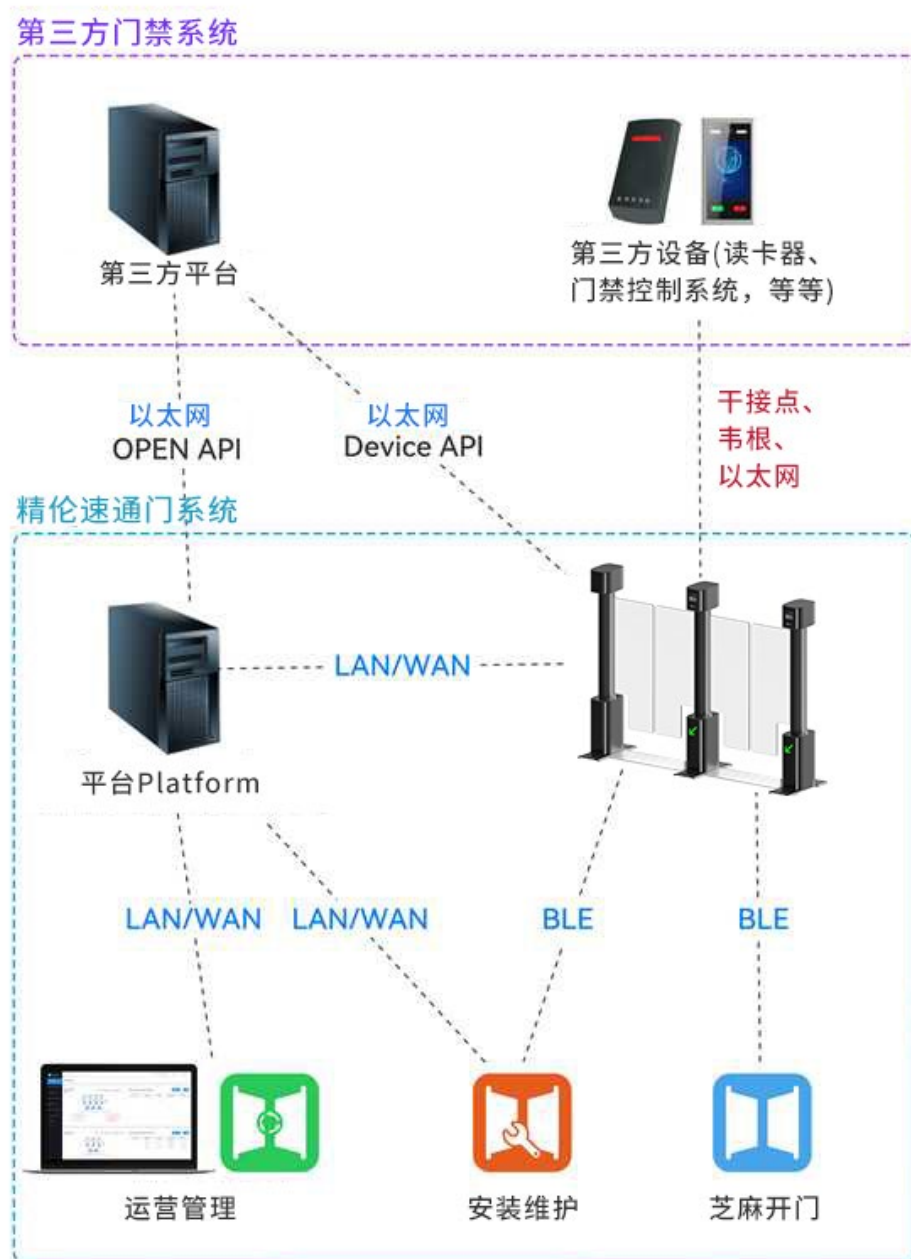 第三方门禁系统
第三方平台
第三方设备(读卡器、
门禁控制系统，等等)
以太网
OPEN API
以太网
Device API
干接点、
韦根、
以太网
精伦速通门系统
LAN/WAN
平台Platform
LAN/WAN
LAN/WAN
BLE
BLE
运营管理
安装维护
芝麻开门